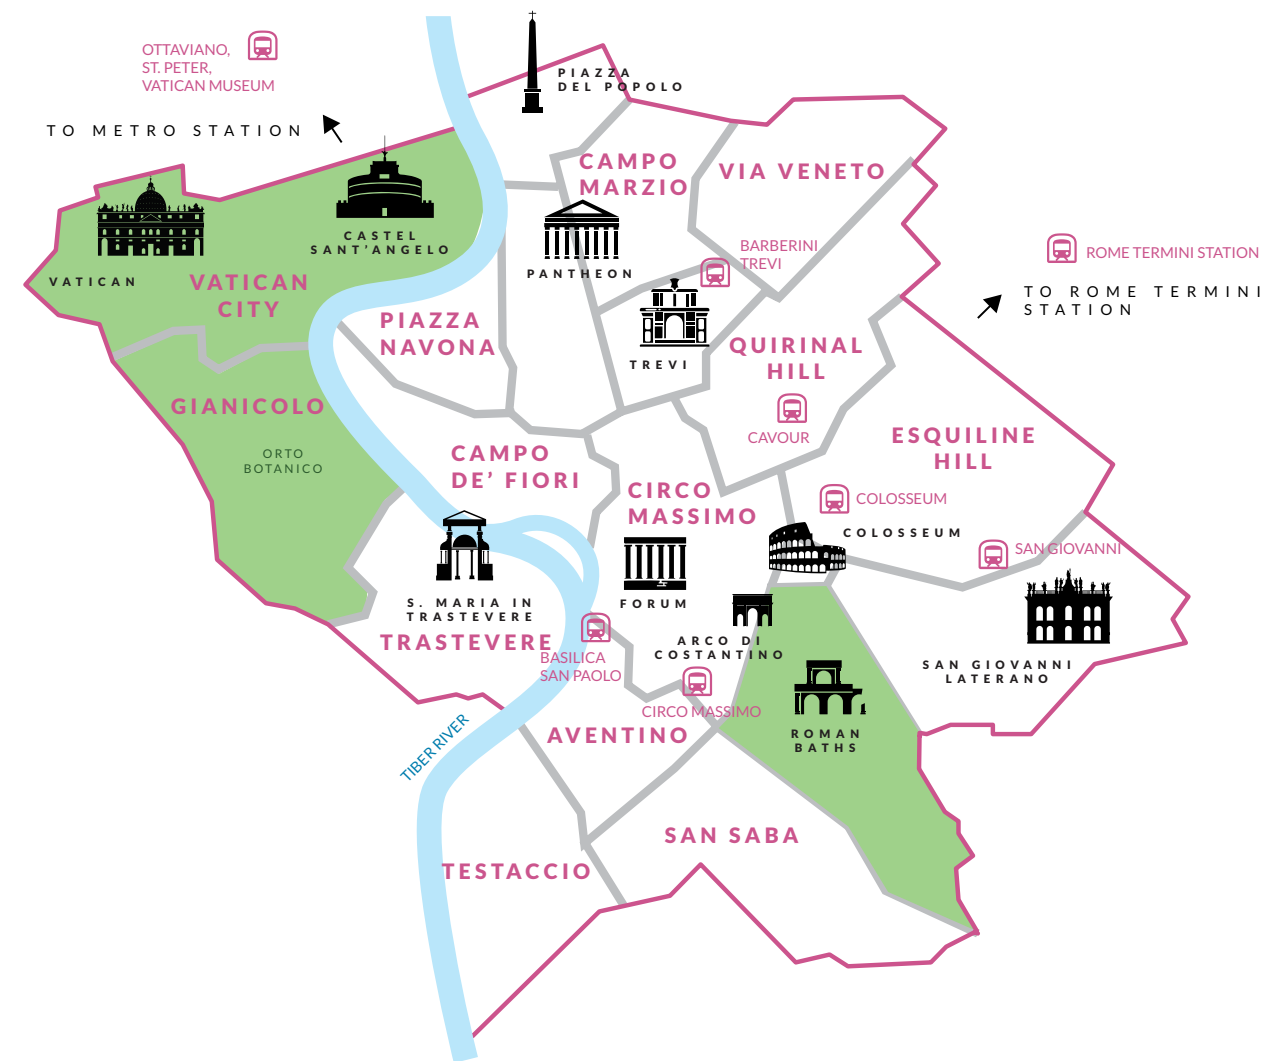 OTTAVIANO,
ST. PETER,
VATICAN MUSEUM
TO METRO STATION
PIAZZA
DEL POPOLO
CAMPO
MARZIO
VIA VENETO
CASTEL
SANT'ANGELO
VATICAN
VATICAN
CITY
PANTHEON
BARBERINI
TREVI
ROME TERMINI STATION
TO ROME TERMINI
STATION
PIAZZA
NAVONA
TREVI
QUIRINAL
HILL
GIANICOLO
ORTO
BOTANICO
CAVOUR
ESQUILINE
HILL
CAMPO
DE' FIORI
CIRCO
MASSIMO
COLOSSEUM
COLOSSEUM
SAN GIOVANNI
S. MARIA IN
TRASTEVERE
TRASTEVERE
FORUM
ARCO DI
COSTANTINO
BASILICA
SAN PAOLO
SAN GIOVANNI
LATERANO
CIRCO MASSIMO
AVENTINO
ROMAN
BATHS
TIBER RIVER
SAN SABA
TESTACCIO